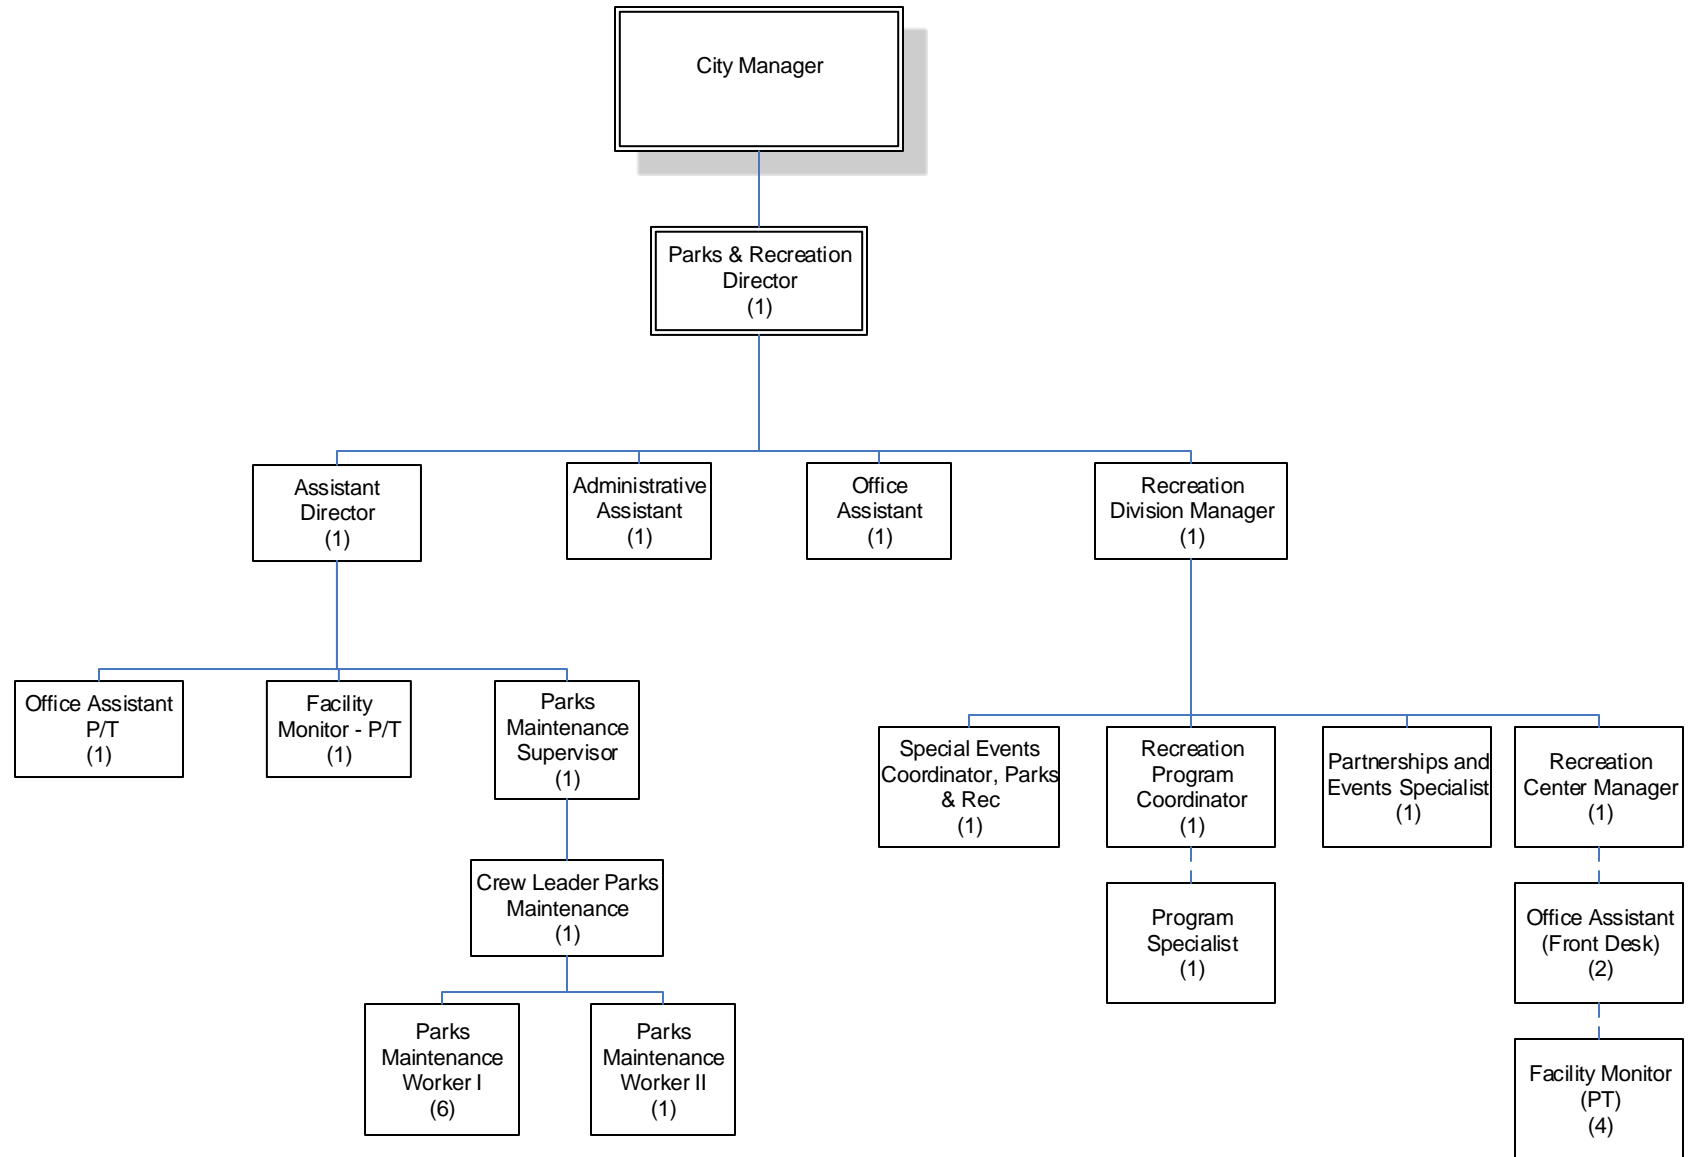 City Manager
Parks & Recreation
Director
(1)
Assistant
Director
(1)
Administrative
Assistant
(1)
Office
Assistant
(1)
Recreation
Division Manager
(1)
Office Assistant
P/T
(1)
Facility
Monitor - P/T
(1)
Parks
Maintenance
Supervisor
(1)
Special Events
Coordinator, Parks
& Rec
(1)
Recreation
Program
Coordinator
(1)
Partnerships and
Events Specialist
(1)
Recreation
Center Manager
(1)
Crew Leader Parks
Maintenance
(1)
Program
Specialist
(1)
Office Assistant
(Front Desk)
(2)
Parks
Maintenance
Worker I
(6)
Parks
Maintenance
Worker II
(1)
Facility Monitor
(PT)
(4)